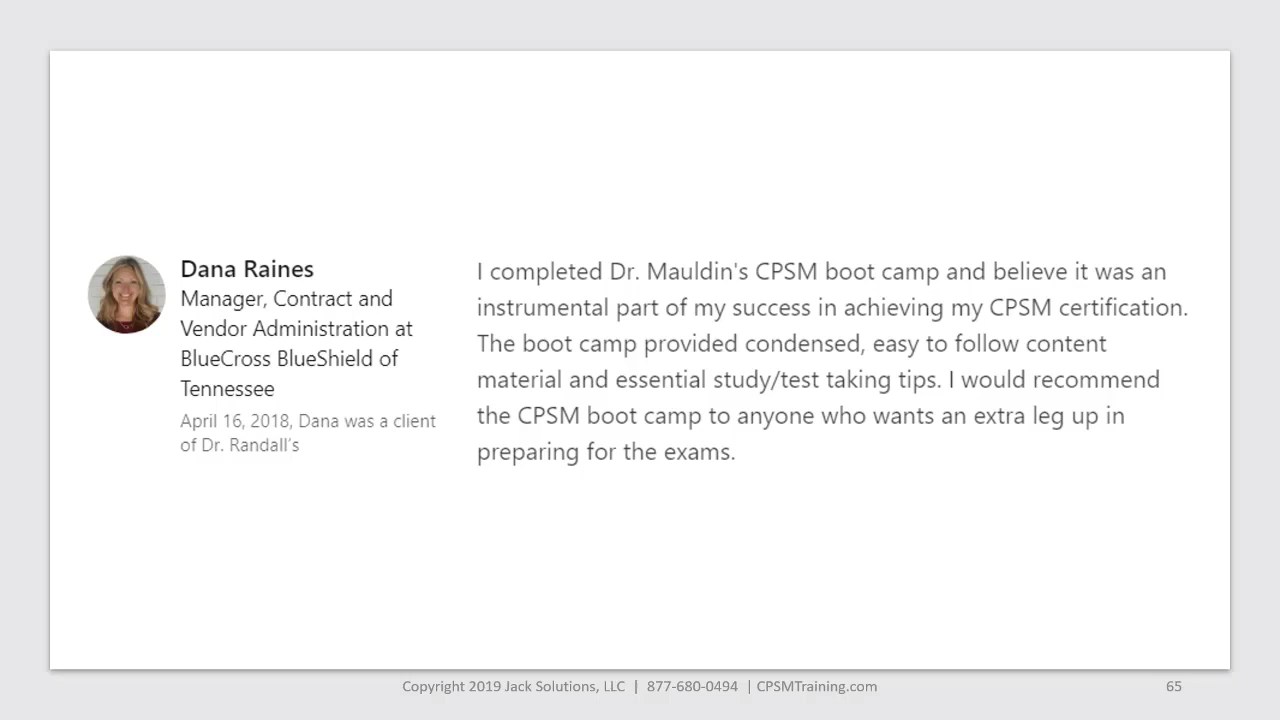 Dana Raines
Manager, Contract and
Vendor Administration at
BlueCross BlueShield of
Tennessee
April 16, 2018, Dana was a client
of Dr. Randall's
I completed Dr. Mauldin's CPSM boot camp and believe it was an
instrumental part of my success in achieving my CPSM certification.
The boot camp provided condensed, easy to follow content
material and essential study/test taking tips. I would recommend
the CPSM boot camp to anyone who wants an extra leg up in
preparing for the exams.
Copyright 2019 Jack Solutions, LLC | 877-680-0494 | CPSMTraining.com
65